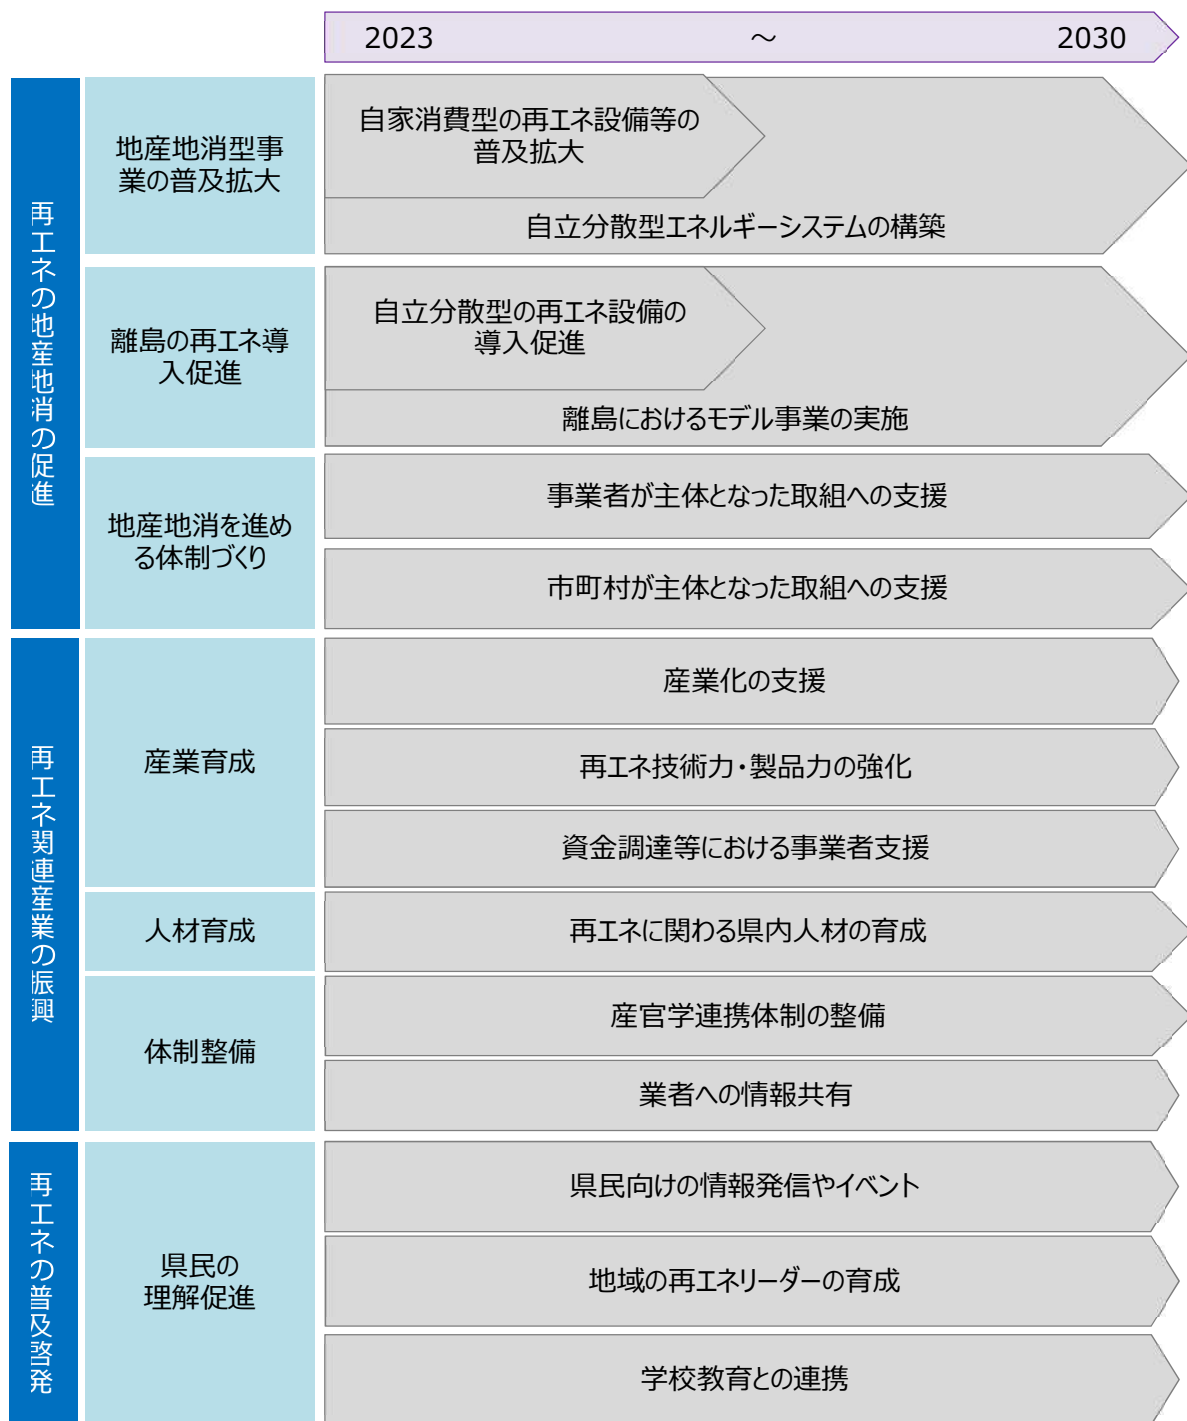 2023 ～ 2030
再エネの地産地消の促進
地産地消型事
業の普及拡大
自家消費型の再エネ設備等の
普及拡大
自立分散型エネルギーシステムの構築
離島の再エネ導
入促進
自立分散型の再エネ設備の
導入促進
離島におけるモデル事業の実施
地産地消を進め
る体制づくり
事業者が主体となった取組への支援
市町村が主体となった取組への支援
再エネ関連産業の振興
産業育成
産業化の支援
再エネ技術力・製品力の強化
資金調達等における事業者支援
人材育成
再エネに関わる県内人材の育成
体制整備
産官学連携体制の整備
業者への情報共有
再エネの普及啓発
県民の
理解促進
県民向けの情報発信やイベント
地域の再エネリーダーの育成
学校教育との連携